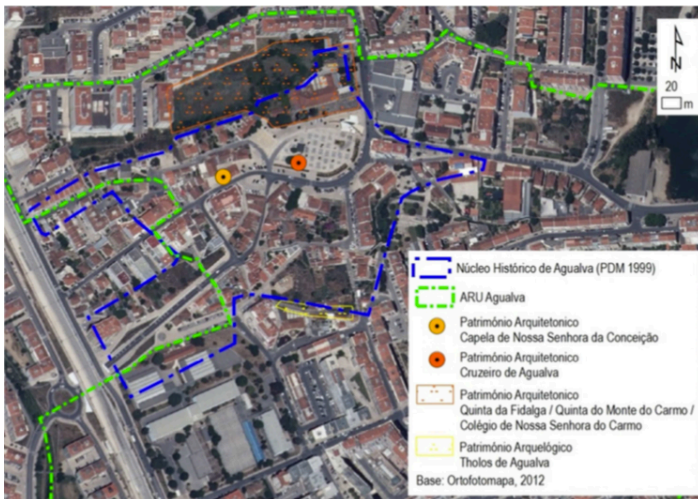 N
20
m
Núcleo Histórico de Agualva (PDM 1999)
ARU Agualva
Património Arquitetonico
Capela de Nossa Senhora da Conceição
Património Arquitetonico
Cruzeiro de Agualva
Património Arquitetonico
Quinta da Fidalga / Quinta do Monte do Carmo /
Colégio de Nossa Senhora do Carmo
Património Arquelógico
Tholos de Agualva
Base: Ortofotomapa, 2012